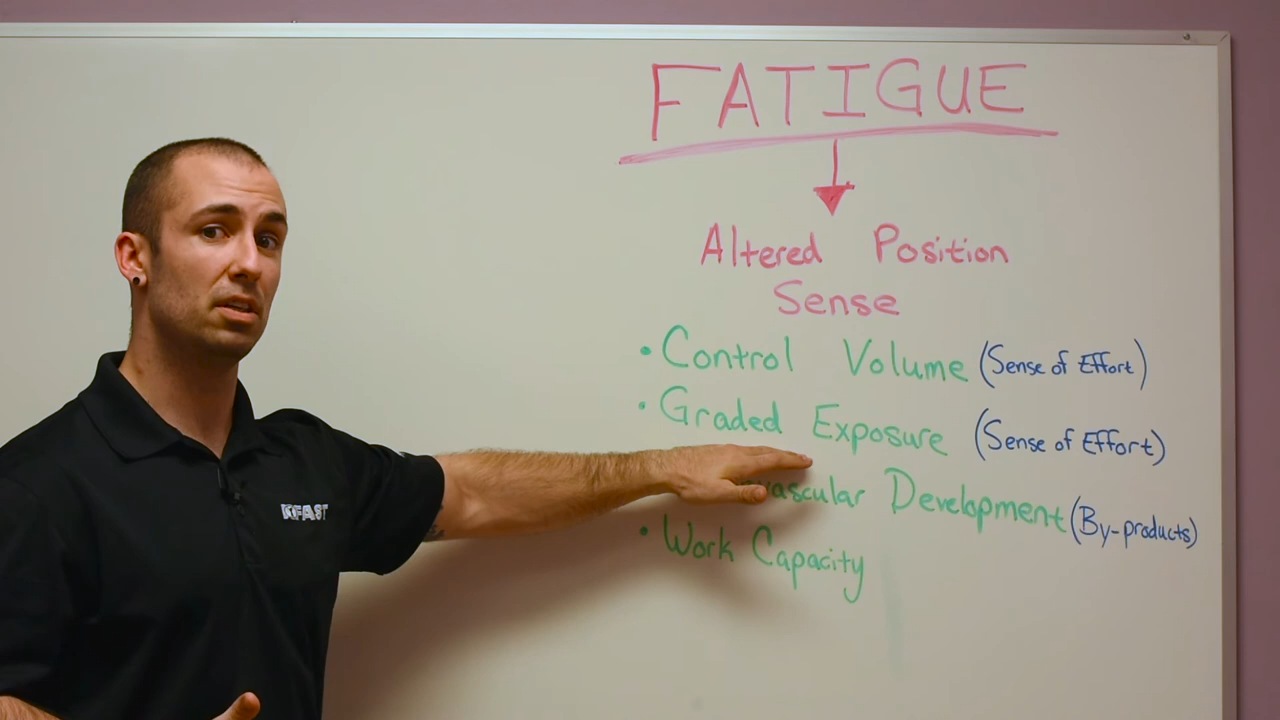 FATIGUE
Altered Position
Sense
• Control Volume (Sense of Effort)
• Graded Exposure (Sense of Effort)
Development (By-products)
• Work Capacity
KFAST